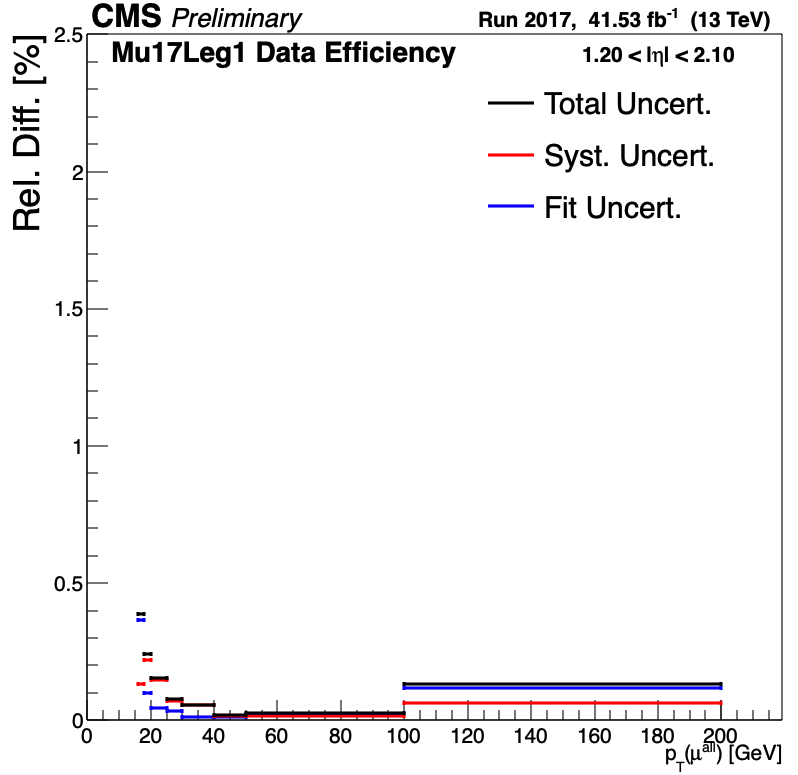 CMS Preliminary Run 2017, 41.53 fb⁻¹ (13 TeV)
Mu17Leg1 Data Efficiency 1.20 < |η| < 2.10
Total Uncert.
Syst. Uncert.
Fit Uncert.
Rel. Diff. [%]
2.5
2
1.5
1
0.5
0
0 20 40 60 80 100 120 140 160 180 200
p_T(μ^all) [GeV]